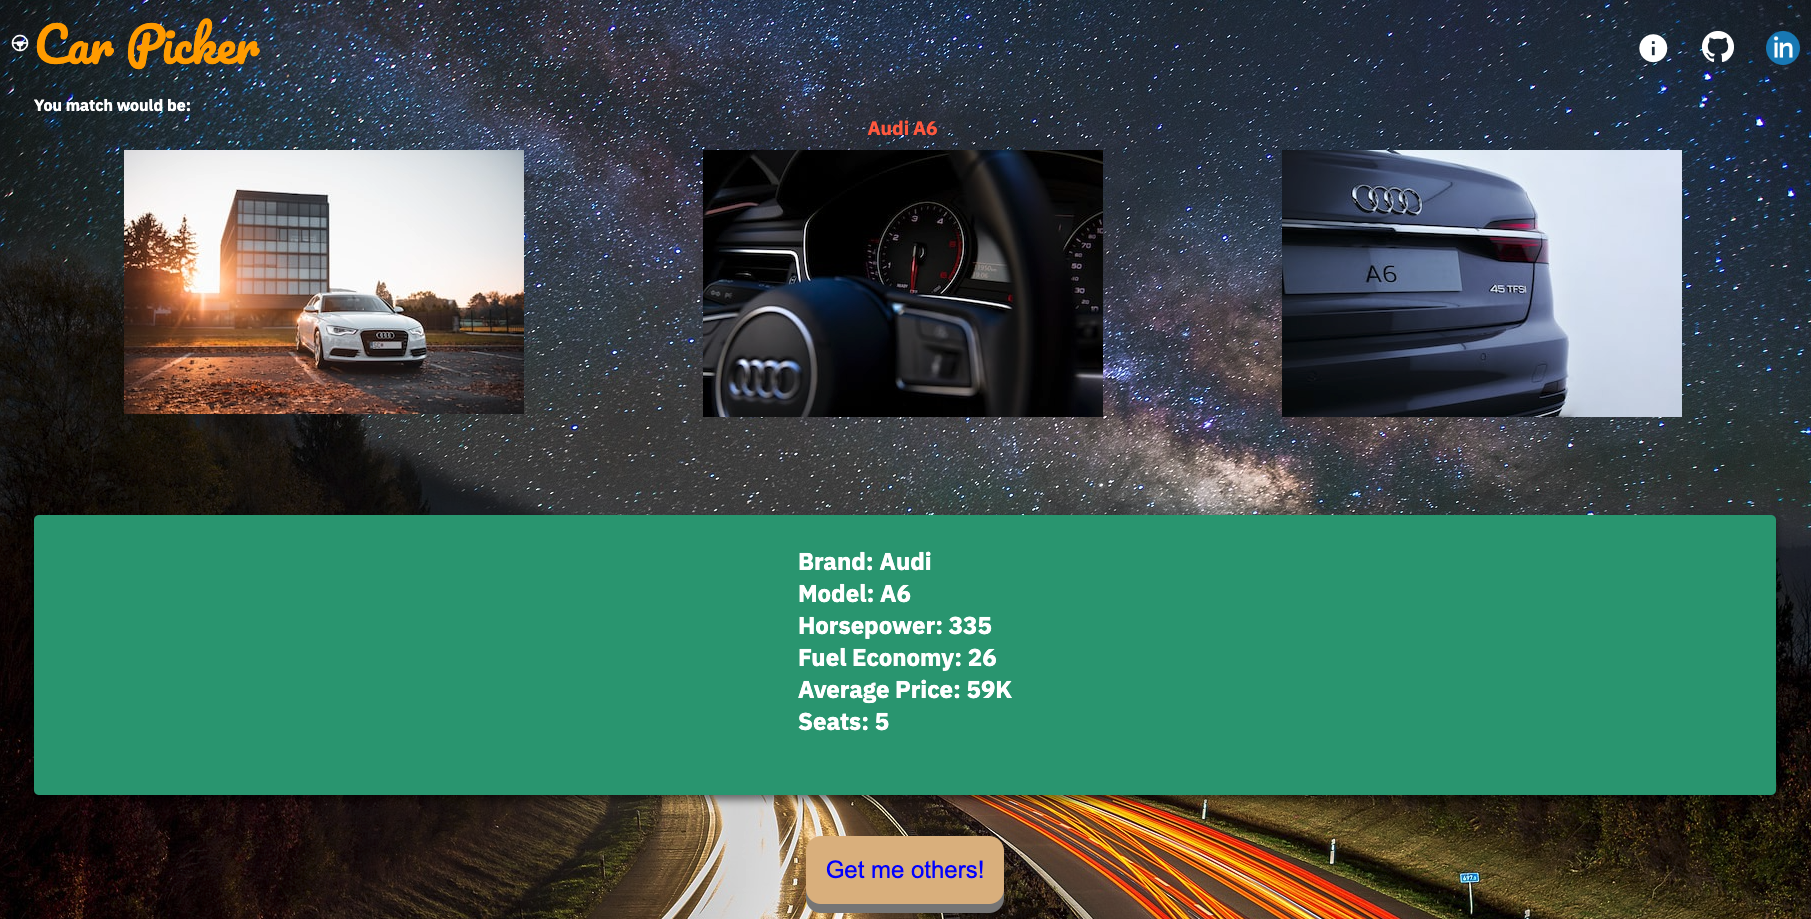 Car Picker
in
You match would be:
Audi A6
A6
45 TFSI
Brand: Audi
Model: A6
Horsepower: 335
Fuel Economy: 26
Average Price: 59K
Seats: 5
Get me others!